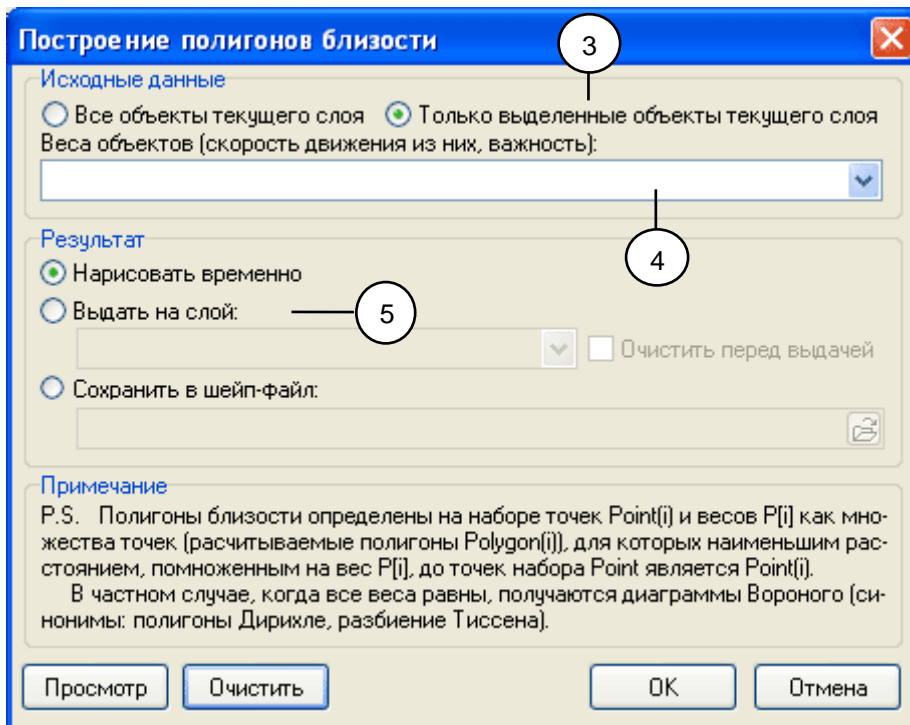 Построение полигонов близости
3
Исходные данные
Все объекты текущего слоя Только выделенные объекты текущего слоя
Веса объектов (скорость движения из них, важность):
4
Результат
Нарисовать временно
Выдать на слой:
5
Очистить перед выдачей
Сохранить в шейп-файл:
Примечание
P.S. Полигоны близости определены на наборе точек Point(i) и весов P[i] как мно-
жества точек (расчитываемые полигоны Polygon(i)), для которых наименьшим рас-
стоянием, помноженным на вес P[i], до точек набора Point является Point(i).
В частном случае, когда все веса равны, получаются диаграммы Вороного (си-
нонимы: полигоны Дирихле, разбиение Тиссена).
Просмотр Очистить OK Отмена